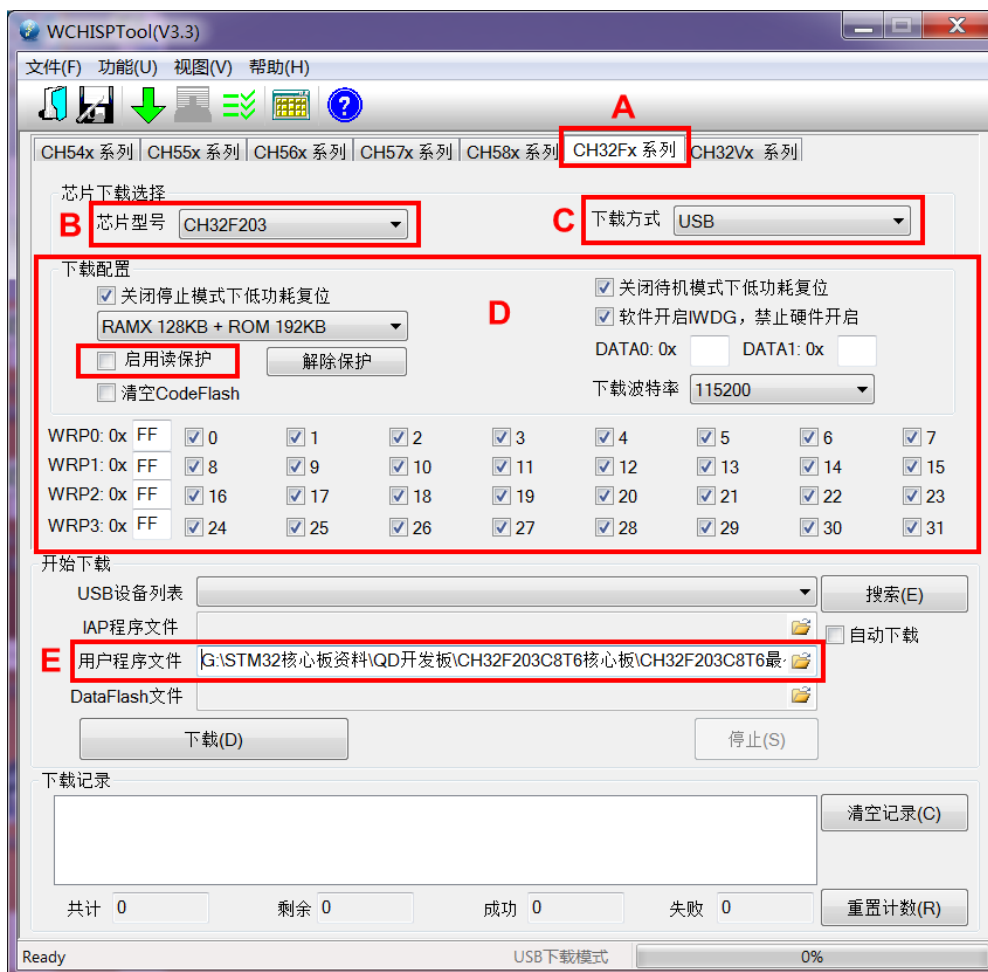 WCHISPTool(V3.3)
文件(F) 功能(U) 视图(V) 帮助(H)
A
CH54x 系列 CH55x 系列 CH56x 系列 CH57x 系列 CH58x 系列 CH32Fx 系列 CH32Vx 系列
芯片下载选择
B 芯片型号 CH32F203 C 下载方式 USB
下载配置
关闭停止模式下低功耗复位 关闭待机模式下低功耗复位
RAMX 128KB + ROM 192KB D 软件开启IWDG，禁止硬件开启
启用读保护 解除保护 DATA0: 0x DATA1: 0x
清空CodeFlash 下载波特率 115200
WRP0: 0x FF 0 1 2 3 4 5 6 7
WRP1: 0x FF 8 9 10 11 12 13 14 15
WRP2: 0x FF 16 17 18 19 20 21 22 23
WRP3: 0x FF 24 25 26 27 28 29 30 31
开始下载
USB设备列表 搜索(E)
IAP程序文件 自动下载
E 用户程序文件 G:\STM32核心板资料\QD开发板\CH32F203C8T6核心板\CH32F203C8T6最
DataFlash文件
下载(D) 停止(S)
下载记录
清空记录(C)
共计 0 剩余 0 成功 0 失败 0 重置计数(R)
Ready USB下载模式 0%